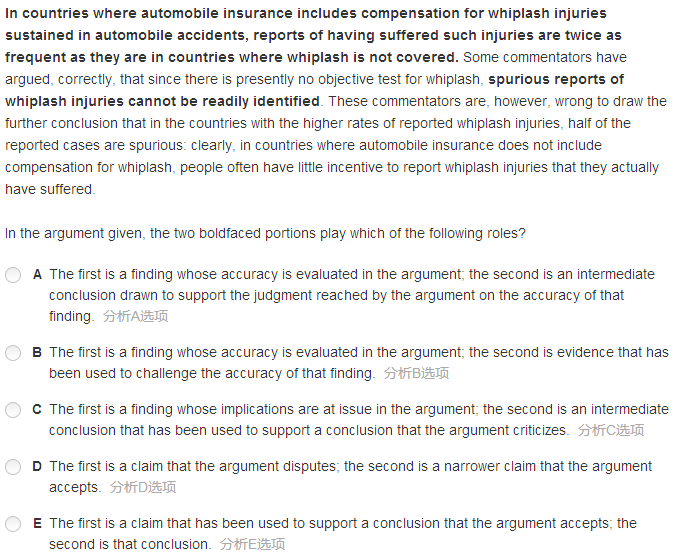 In countries where automobile insurance includes compensation for whiplash injuries
sustained in automobile accidents, reports of having suffered such injuries are twice as
frequent as they are in countries where whiplash is not covered. Some commentators have
argued, correctly, that since there is presently no objective test for whiplash, spurious reports of
whiplash injuries cannot be readily identified. These commentators are, however, wrong to draw the
further conclusion that in the countries with the higher rates of reported whiplash injuries, half of the
reported cases are spurious: clearly, in countries where automobile insurance does not include
compensation for whiplash, people often have little incentive to report whiplash injuries that they actually
have suffered.
In the argument given, the two boldfaced portions play which of the following roles?
A The first is a finding whose accuracy is evaluated in the argument; the second is an intermediate
conclusion drawn to support the judgment reached by the argument on the accuracy of that
finding. 分析A选项
B The first is a finding whose accuracy is evaluated in the argument; the second is evidence that has
been used to challenge the accuracy of that finding. 分析B选项
C The first is a finding whose implications are at issue in the argument; the second is an intermediate
conclusion that has been used to support a conclusion that the argument criticizes. 分析C选项
D The first is a claim that the argument disputes; the second is a narrower claim that the argument
accepts. 分析D选项
E The first is a claim that has been used to support a conclusion that the argument accepts; the
second is that conclusion. 分析E选项